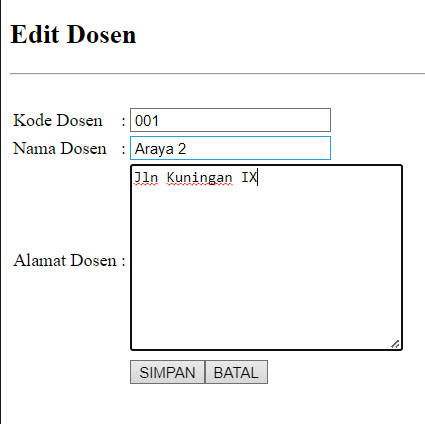 Edit Dosen
Kode Dosen : 001
Nama Dosen : Araya 2
Alamat Dosen : Jln Kuningan IX
SIMPAN BATAL